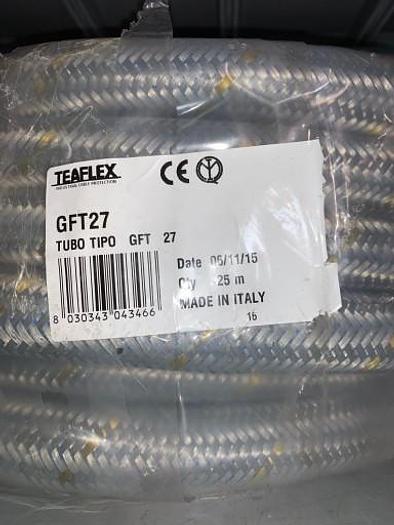 TEAFLEX
INDUSTRIAL CABLE PROTECTION
CE
GFT27
TUBO TIPO GFT 27
Date 05/11/15
Qty 25 m
MADE IN ITALY
8 030343 043466
16